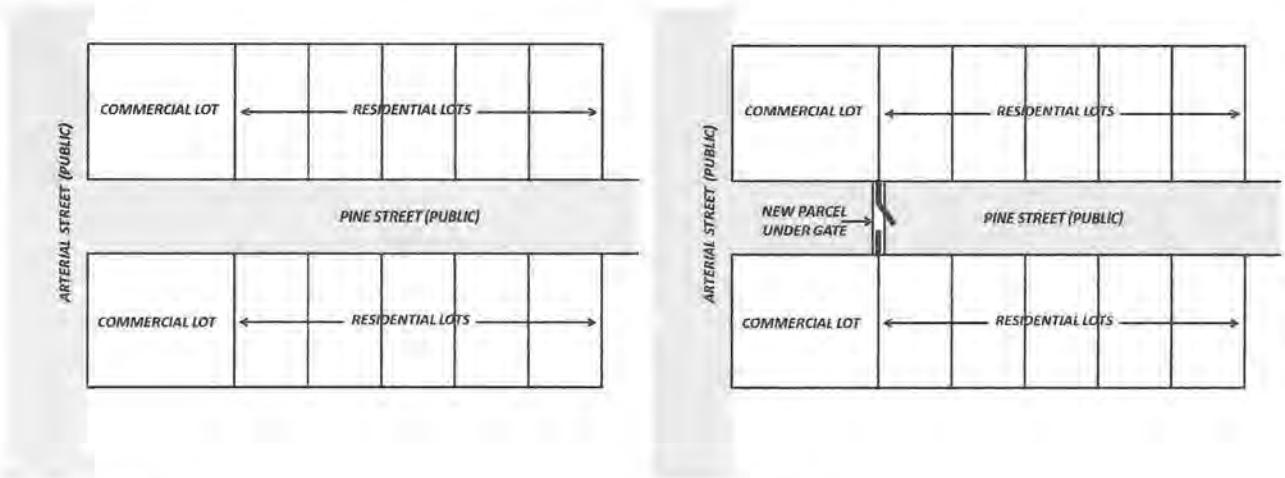 COMMERCIAL LOT
RESIDENTIAL LOTS
ARTERIAL STREET (PUBLIC)
PINE STREET (PUBLIC)
COMMERCIAL LOT
RESIDENTIAL LOTS
COMMERCIAL LOT
RESIDENTIAL LOTS
ARTERIAL STREET (PUBLIC)
NEW PARCEL
UNDER GATE
PINE STREET (PUBLIC)
COMMERCIAL LOT
RESIDENTIAL LOTS